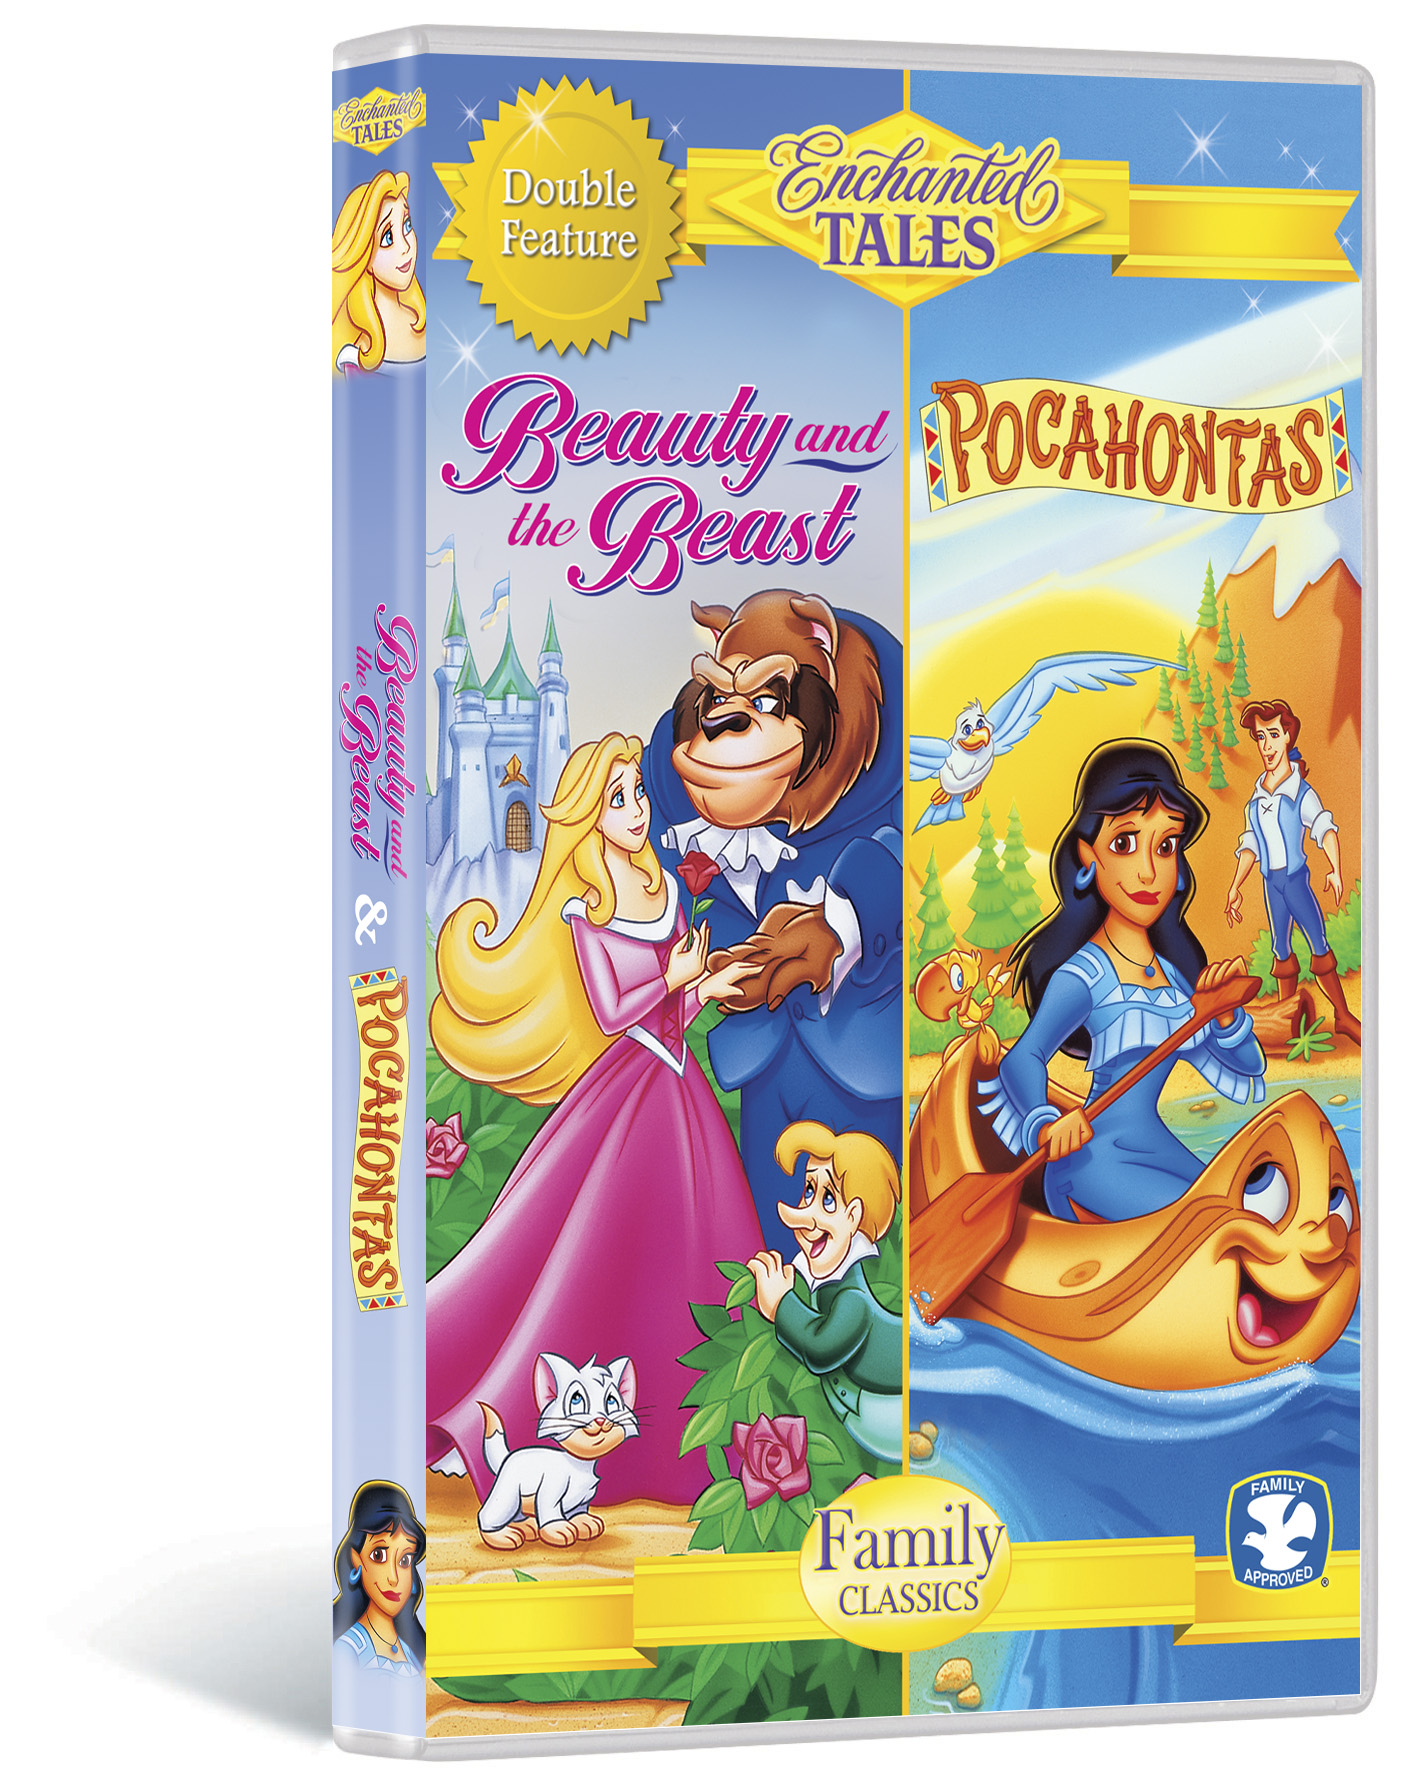 Enchanted
TALES
Beauty and
the Beast
&
POCAHONTAS
Double
Feature
Enchanted
TALES
Beauty and
the Beast
POCAHONTAS
Family
CLASSICS
FAMILY
APPROVED
®